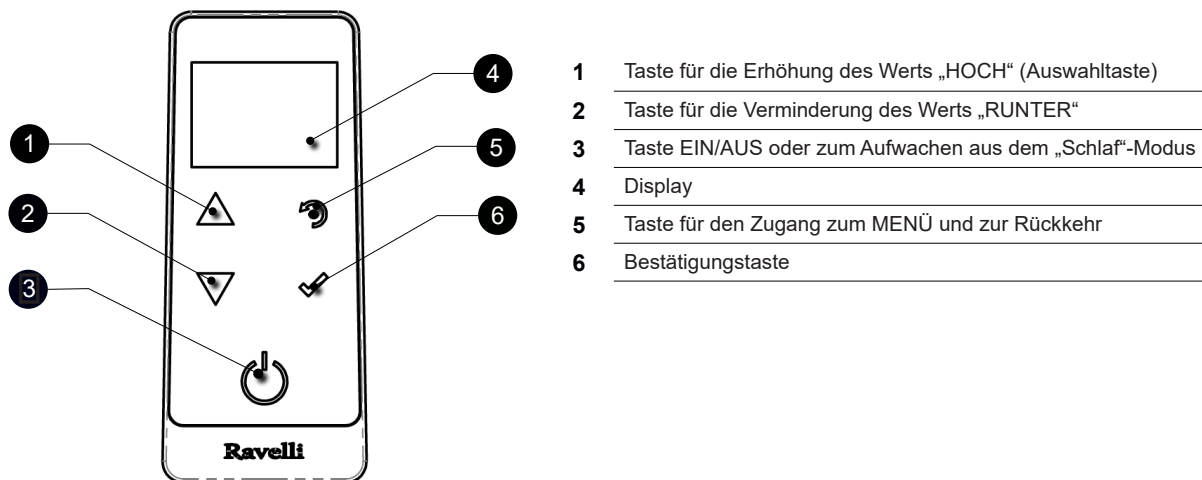 4
5
1
2
6
3
Ravelli
1 Taste für die Erhöhung des Werts „HOCH“ (Auswahltaste)
2 Taste für die Verminderung des Werts „RUNTER“
3 Taste EIN/AUS oder zum Aufwachen aus dem „Schlaf“-Modus
4 Display
5 Taste für den Zugang zum MENÜ und zur Rückkehr
6 Bestätigungstaste